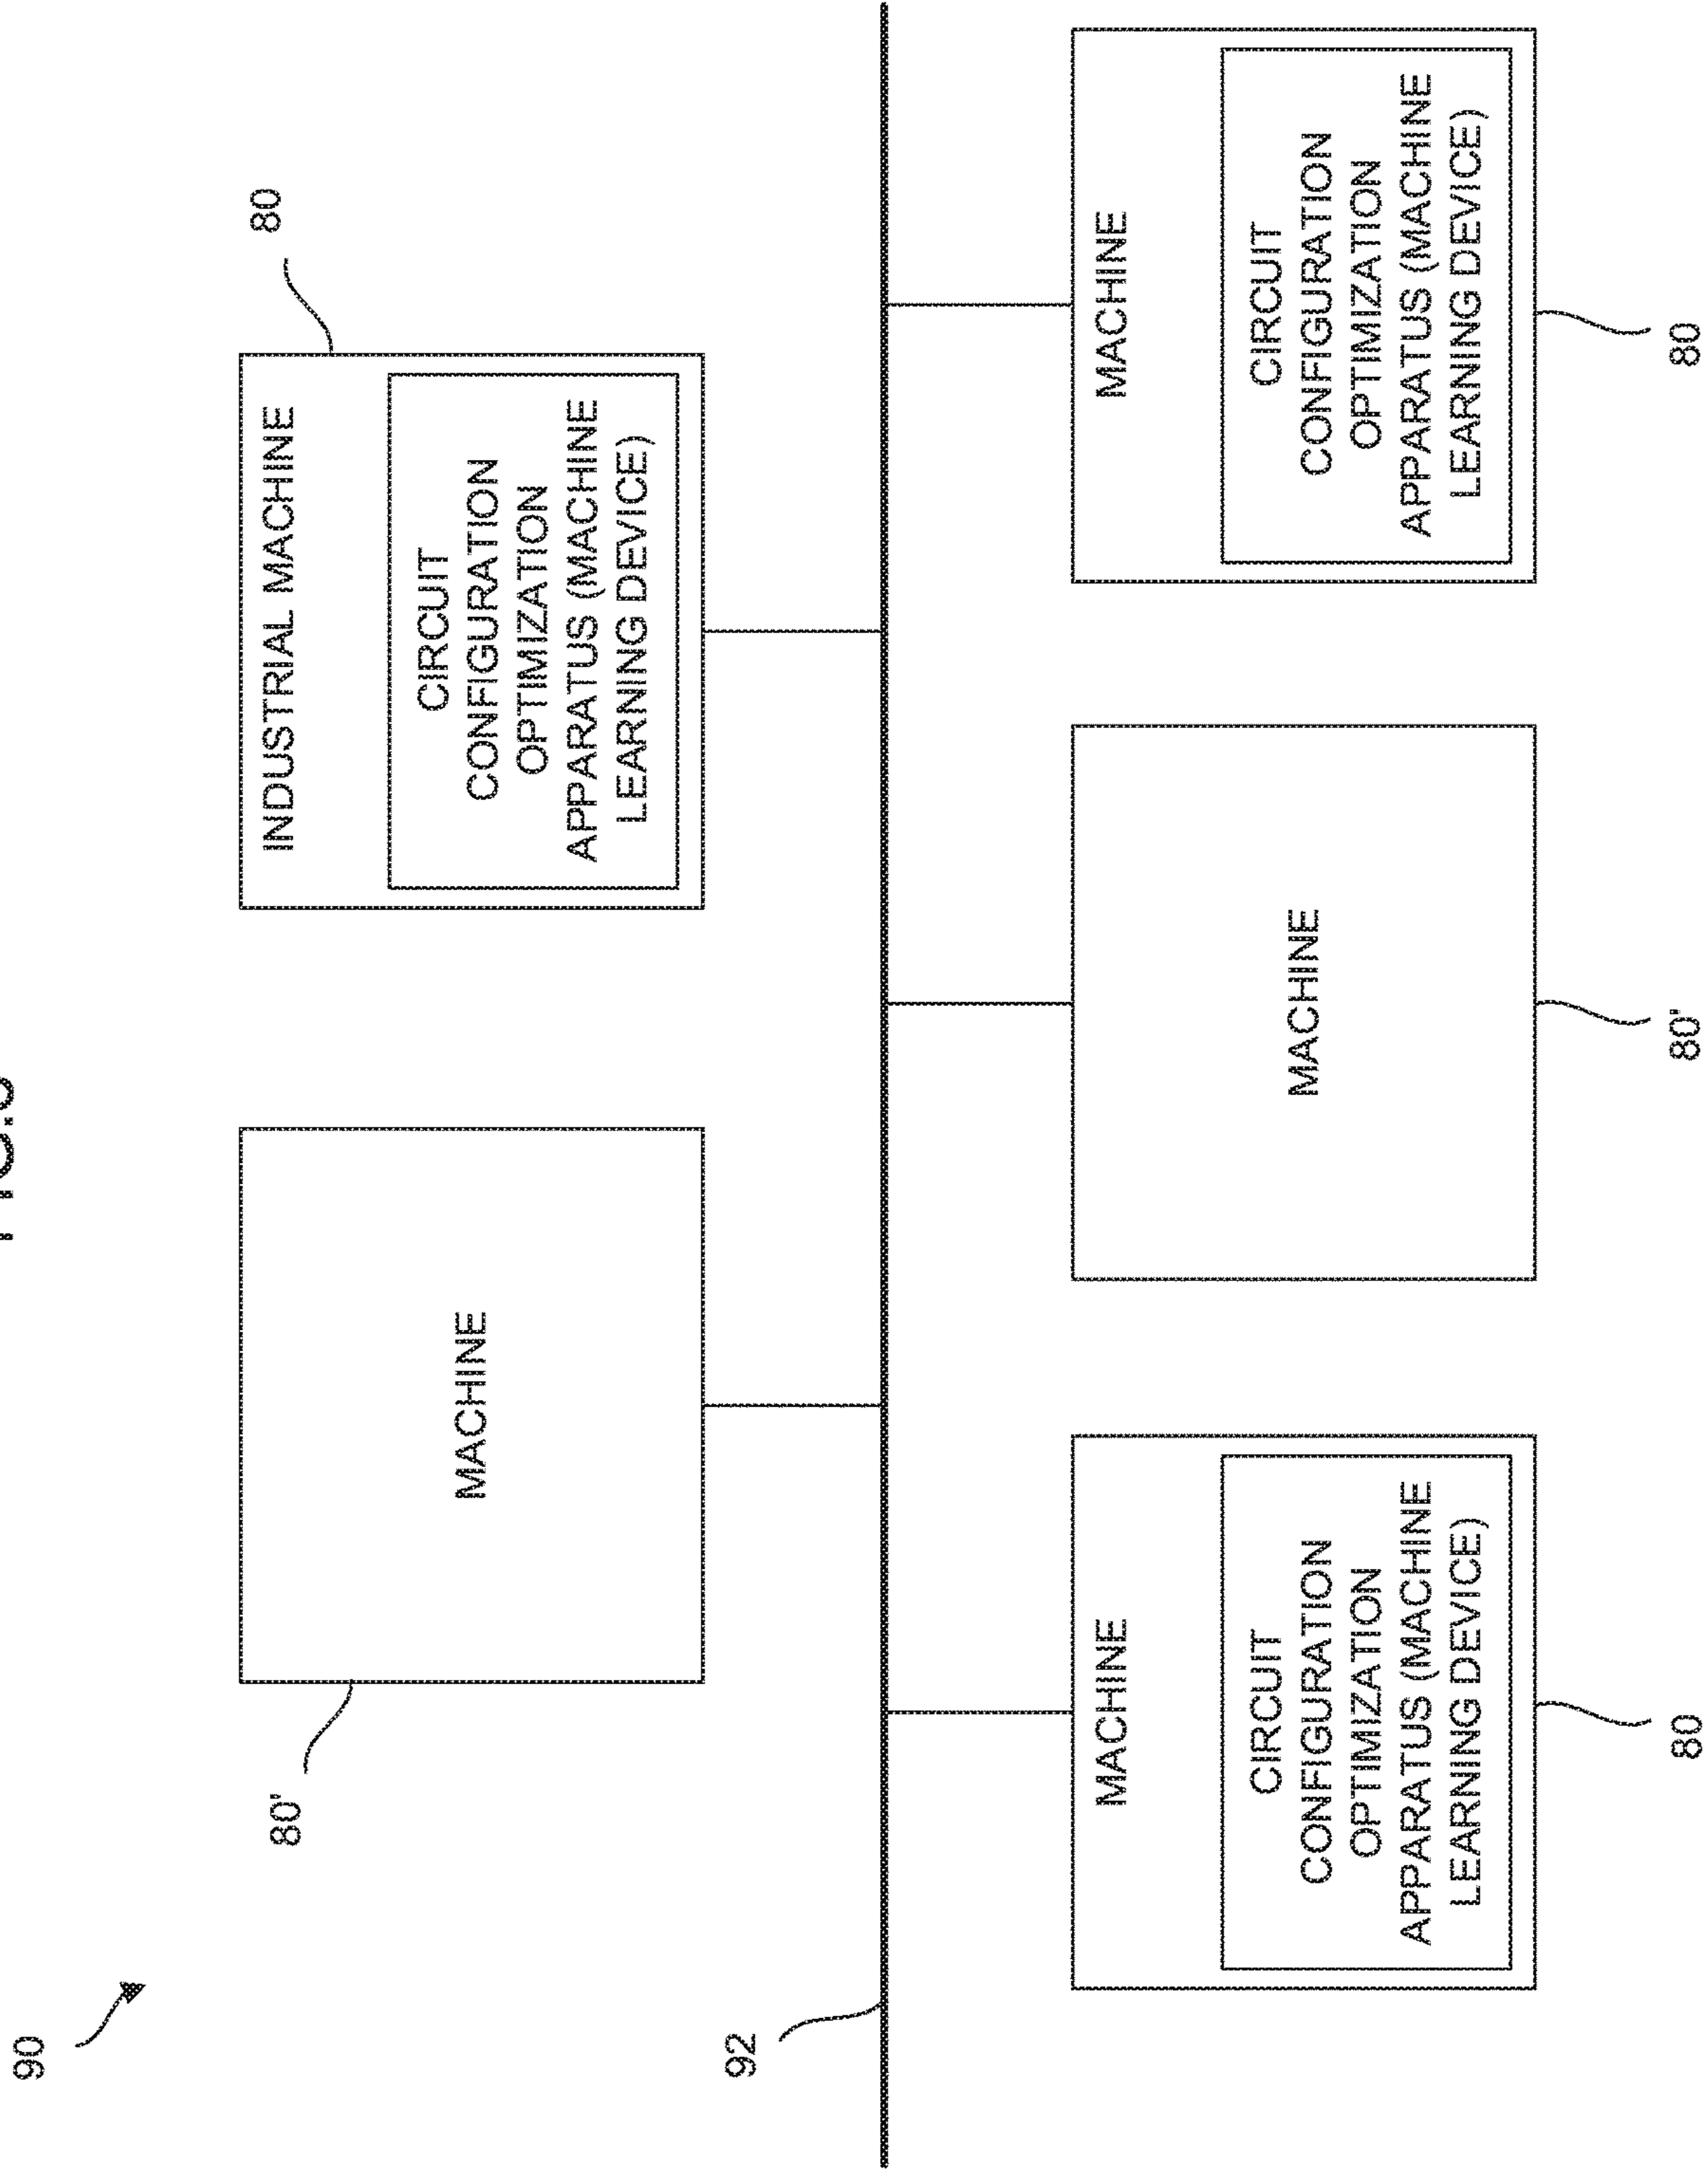 90
80'
80
MACHINE
INDUSTRIAL MACHINE
CIRCUIT
CONFIGURATION
OPTIMIZATION
APPARATUS (MACHINE
LEARNING DEVICE)
92
MACHINE
CIRCUIT
CONFIGURATION
OPTIMIZATION
APPARATUS (MACHINE
LEARNING DEVICE)
80
MACHINE
80'
MACHINE
CIRCUIT
CONFIGURATION
OPTIMIZATION
APPARATUS (MACHINE
LEARNING DEVICE)
80